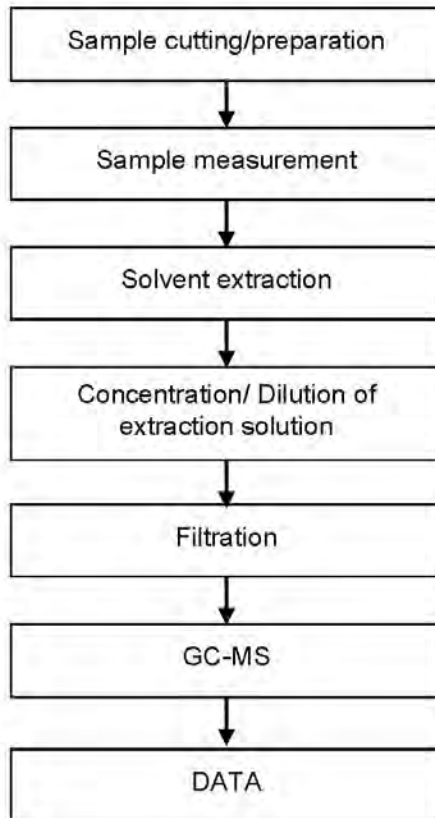 Sample cutting/preparation
Sample measurement
Solvent extraction
Concentration/ Dilution of
extraction solution
Filtration
GC-MS
DATA